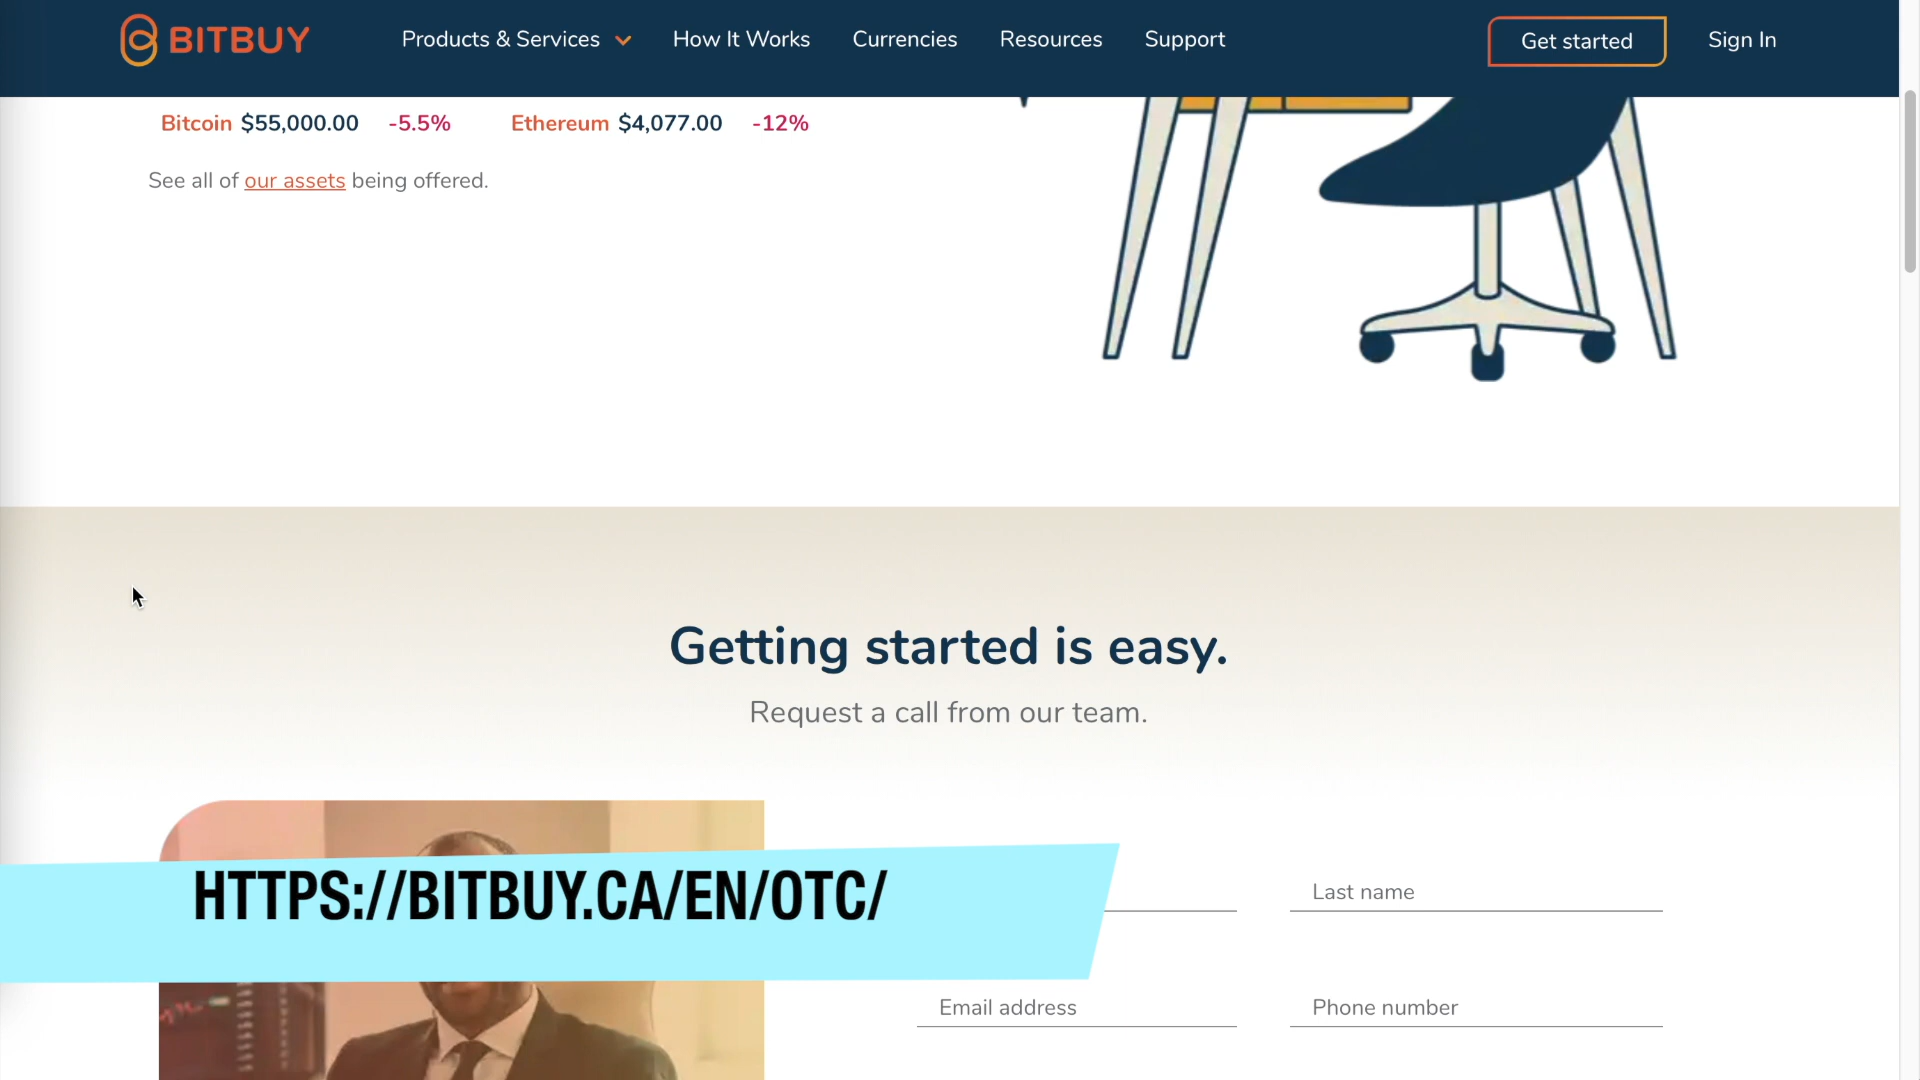 BITBUY Products & Services How It Works Currencies Resources Support Get started Sign In
Bitcoin $55,000.00 -5.5% Ethereum $4,077.00 -12%
See all of our assets being offered.
Getting started is easy.
Request a call from our team.
HTTPS://BITBUY.CA/EN/OTC/
Last name
Email address
Phone number